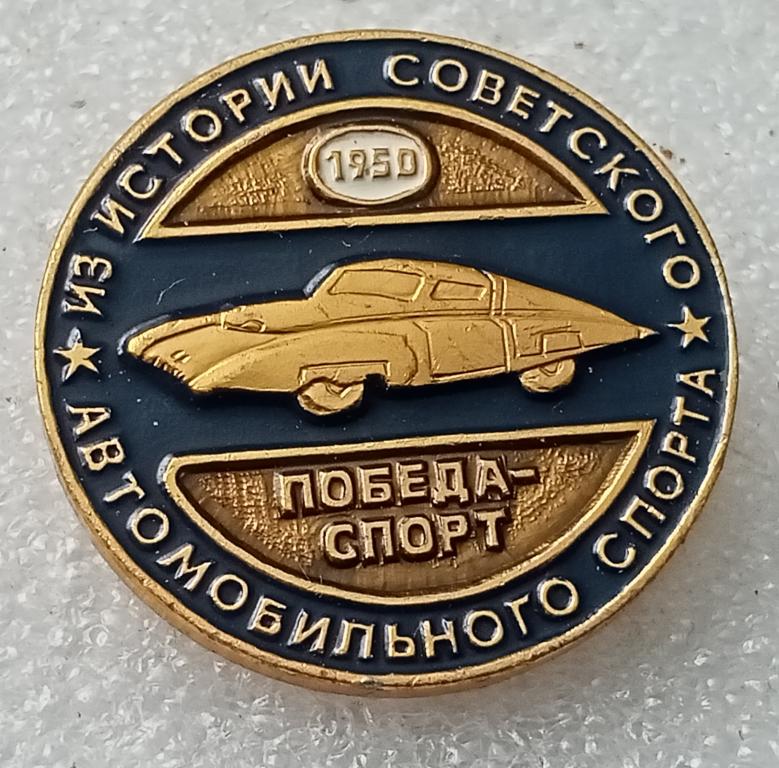 ИЗ ИСТОРИИ СОВЕТСКОГО
1950
ПОБЕДА-
СПОРТ
АВТОМОБИЛЬНОГО СПОРТА